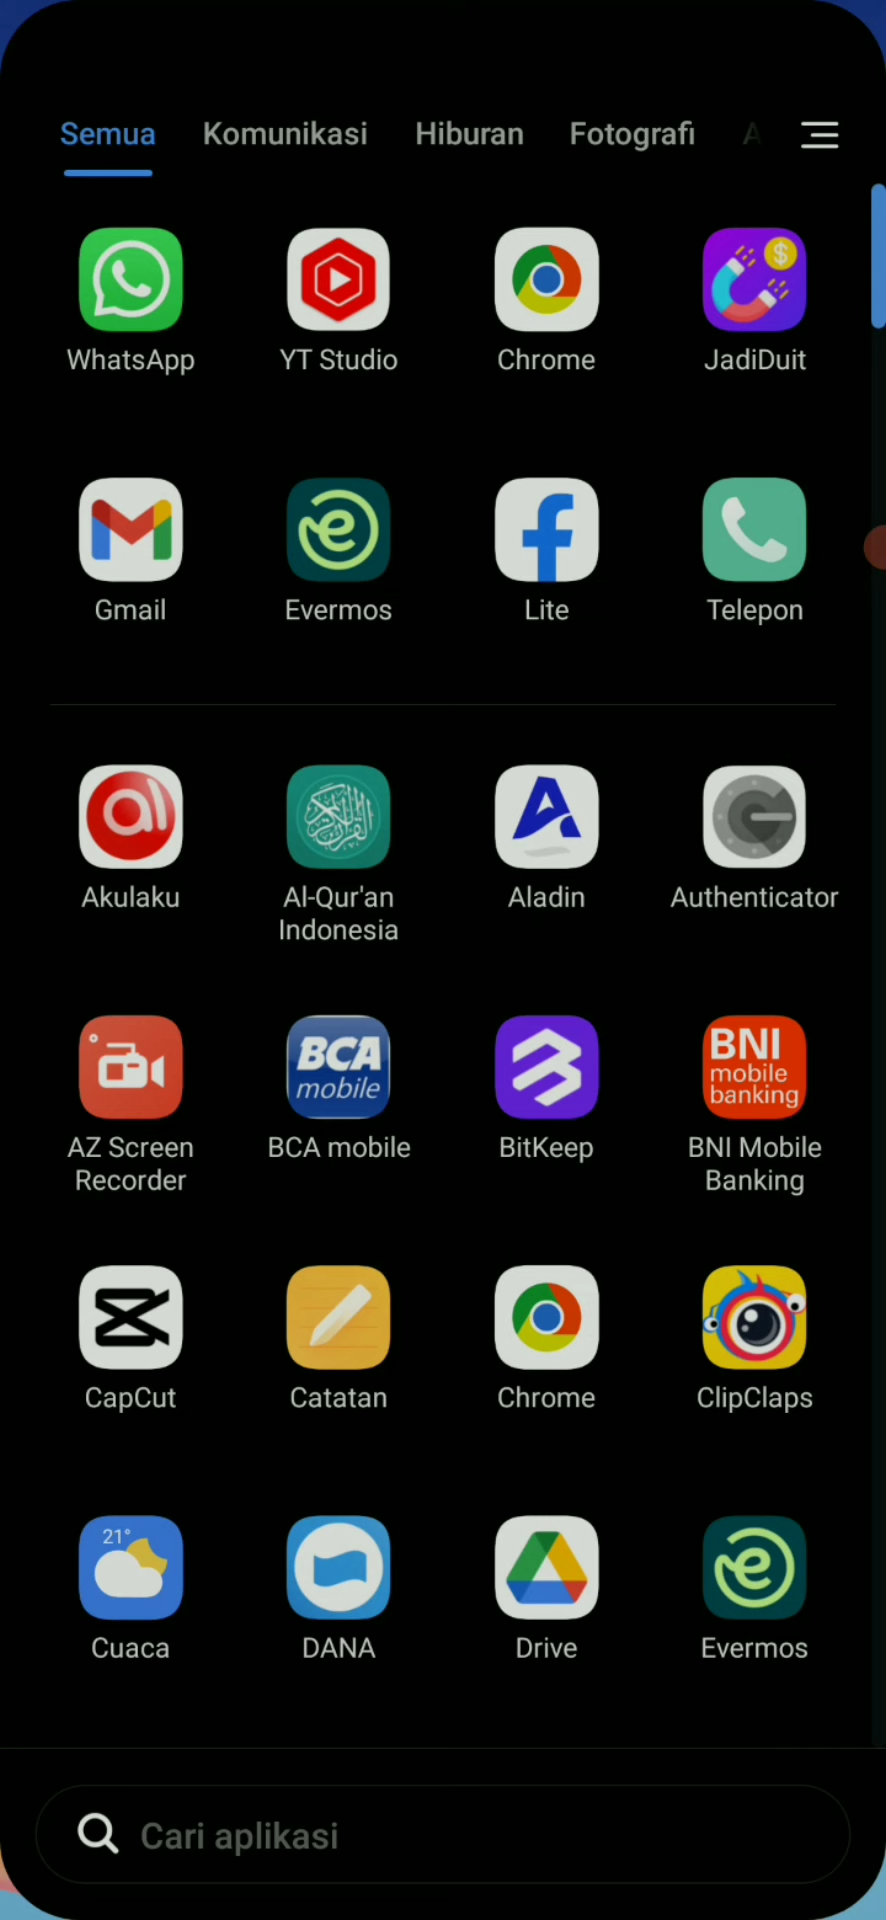 Semua Komunikasi Hiburan Fotografi A
$
WhatsApp YT Studio Chrome JadiDuit
Gmail Evermos Lite Telepon
Akulaku Al-Qur'an Indonesia Aladin Authenticator
BCA mobile
BNI mobile banking
AZ Screen Recorder BCA mobile BitKeep BNI Mobile Banking
CapCut Catatan Chrome ClipClaps
21°
Cuaca DANA Drive Evermos
Cari aplikasi